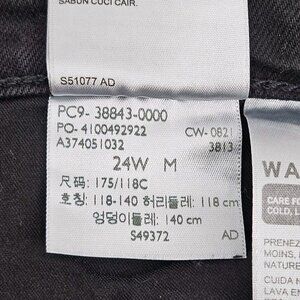 SABUN CUCI CAIR.
S51077 AD
PC9- 38843-0000
PO- 4100492922 CW-0821
A374051032 3813
24W M
尺码: 175/118C
호칭: 118-140 허리둘레: 118 cm
엉덩이둘레: 140 cm
S49372 AD
WA
CARE FO
COLD, 
PRENEZ
MOINS,
NATURE
CUIDA
LAVA EN